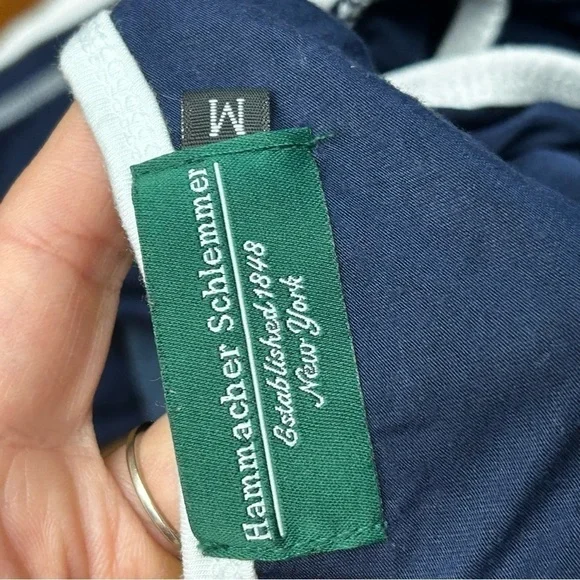 M
Hammacher Schlemmer
Established 1848
New York